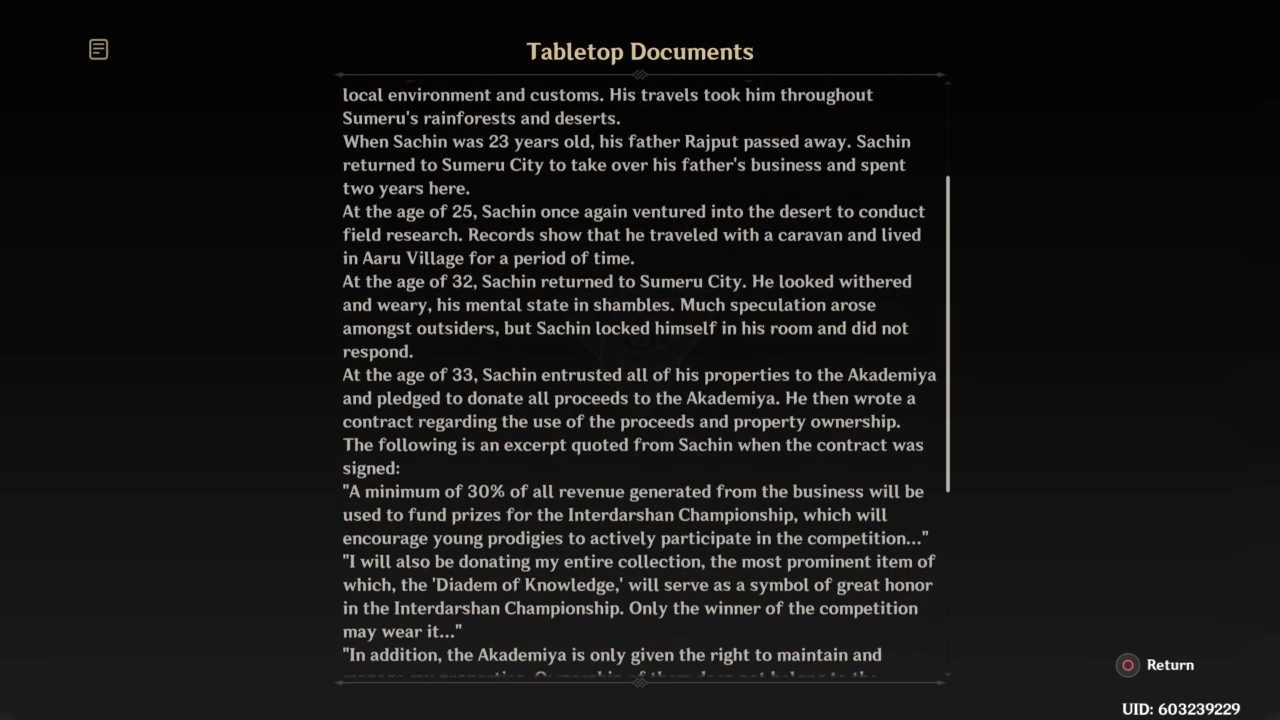 Tabletop Documents
local environment and customs. His travels took him throughout
Sumeru's rainforests and deserts.
When Sachin was 23 years old, his father Rajput passed away. Sachin
returned to Sumeru City to take over his father's business and spent
two years here.
At the age of 25, Sachin once again ventured into the desert to conduct
field research. Records show that he traveled with a caravan and lived
in Aaru Village for a period of time.
At the age of 32, Sachin returned to Sumeru City. He looked withered
and weary, his mental state in shambles. Much speculation arose
amongst outsiders, but Sachin locked himself in his room and did not
respond.
At the age of 33, Sachin entrusted all of his properties to the Akademiya
and pledged to donate all proceeds to the Akademiya. He then wrote a
contract regarding the use of the proceeds and property ownership.
The following is an excerpt quoted from Sachin when the contract was
signed:
"A minimum of 30% of all revenue generated from the business will be
used to fund prizes for the Interdarshan Championship, which will
encourage young prodigies to actively participate in the competition..."
"I will also be donating my entire collection, the most prominent item of
which, the 'Diadem of Knowledge,' will serve as a symbol of great honor
in the Interdarshan Championship. Only the winner of the competition
may wear it..."
"In addition, the Akademiya is only given the right to maintain and
manage my properties. Ownership of them does not belong to the
Return
UID: 603239229